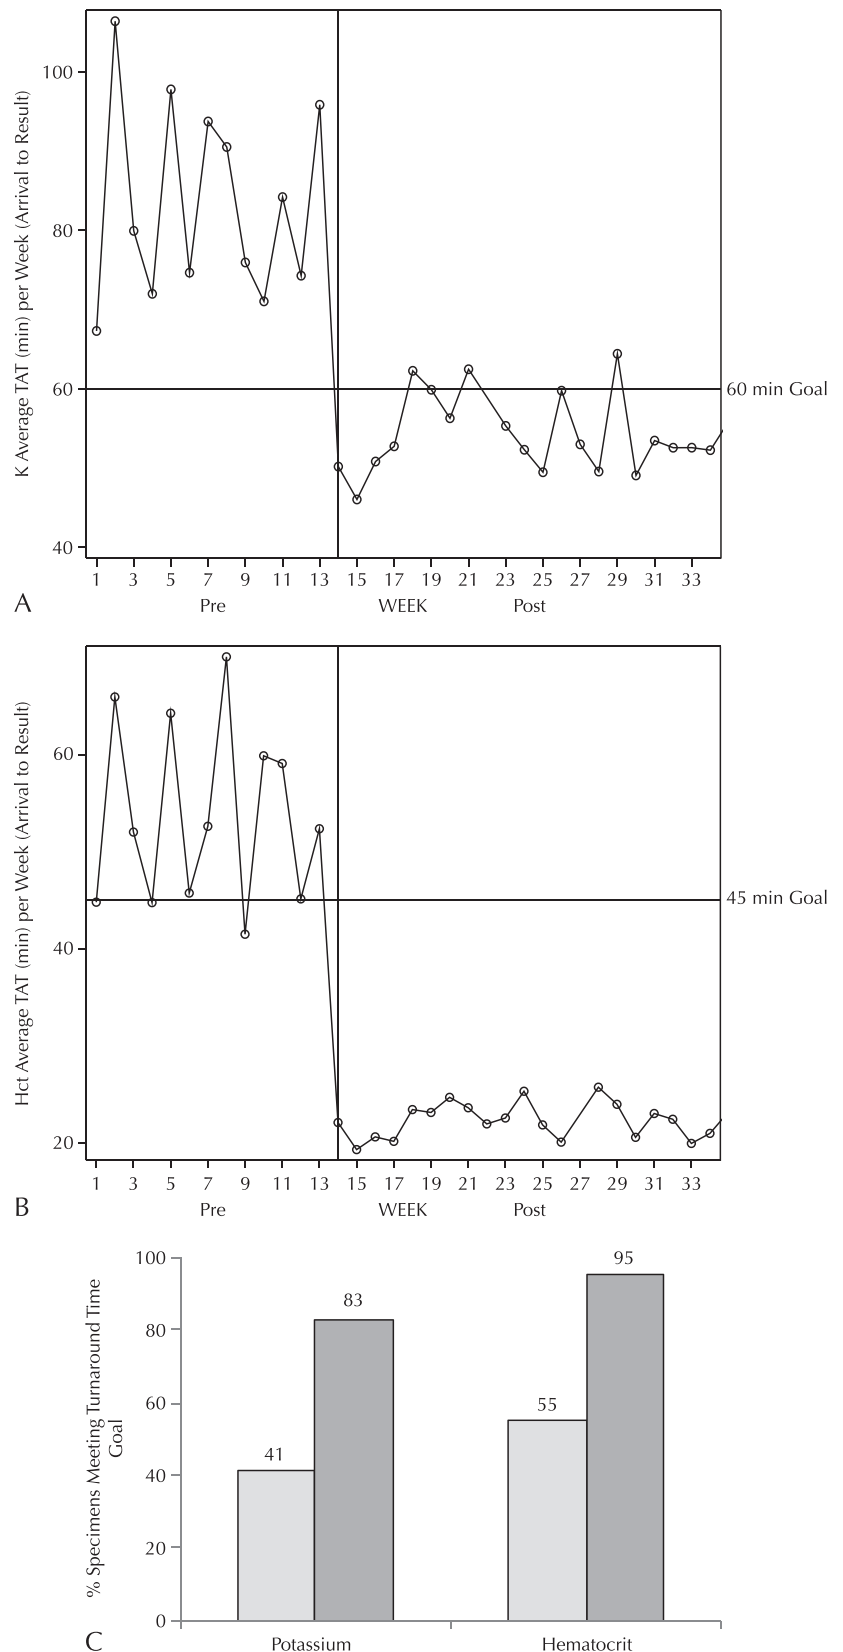 K Average TAT (min) per Week (Arrival to Result)
100
80
60
40
60 min Goal
1 3 5 7 9 11 13 15 17 19 21 23 25 27 29 31 33
Pre WEEK Post
A
Hct Average TAT (min) per Week (Arrival to Result)
60
40
20
45 min Goal
1 3 5 7 9 11 13 15 17 19 21 23 25 27 29 31 33
Pre WEEK Post
B
% Specimens Meeting Turnaround Time
Goal
100
80
60
40
20
0
41
83
55
95
Potassium Hematocrit
C